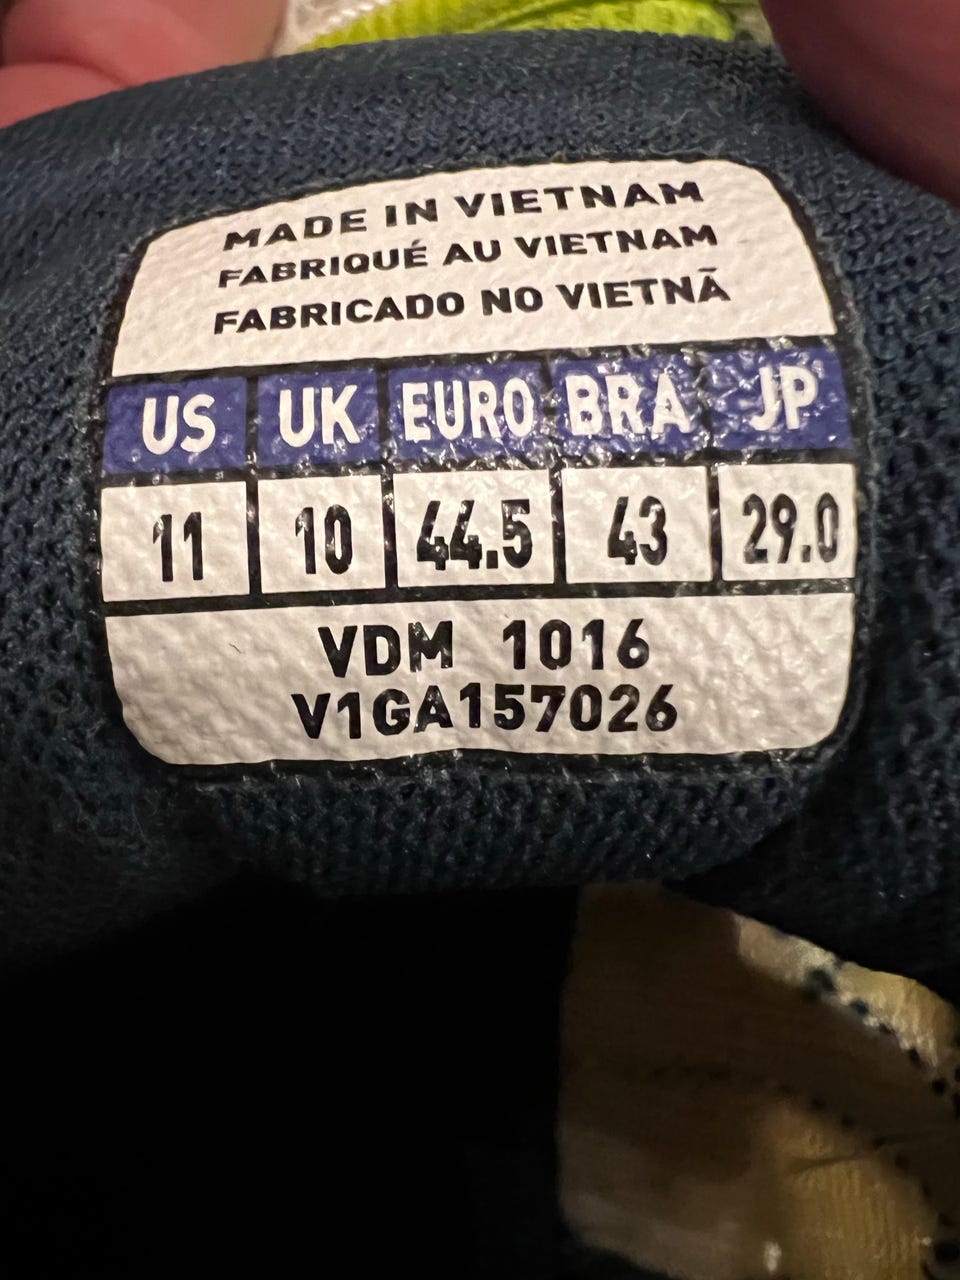 MADE IN VIETNAM
FABRIQUÉ AU VIETNAM
FABRICADO NO VIETNÃ
US UK EURO BRA JP
11 10 44.5 43 29.0
VDM 1016
V1GA157026